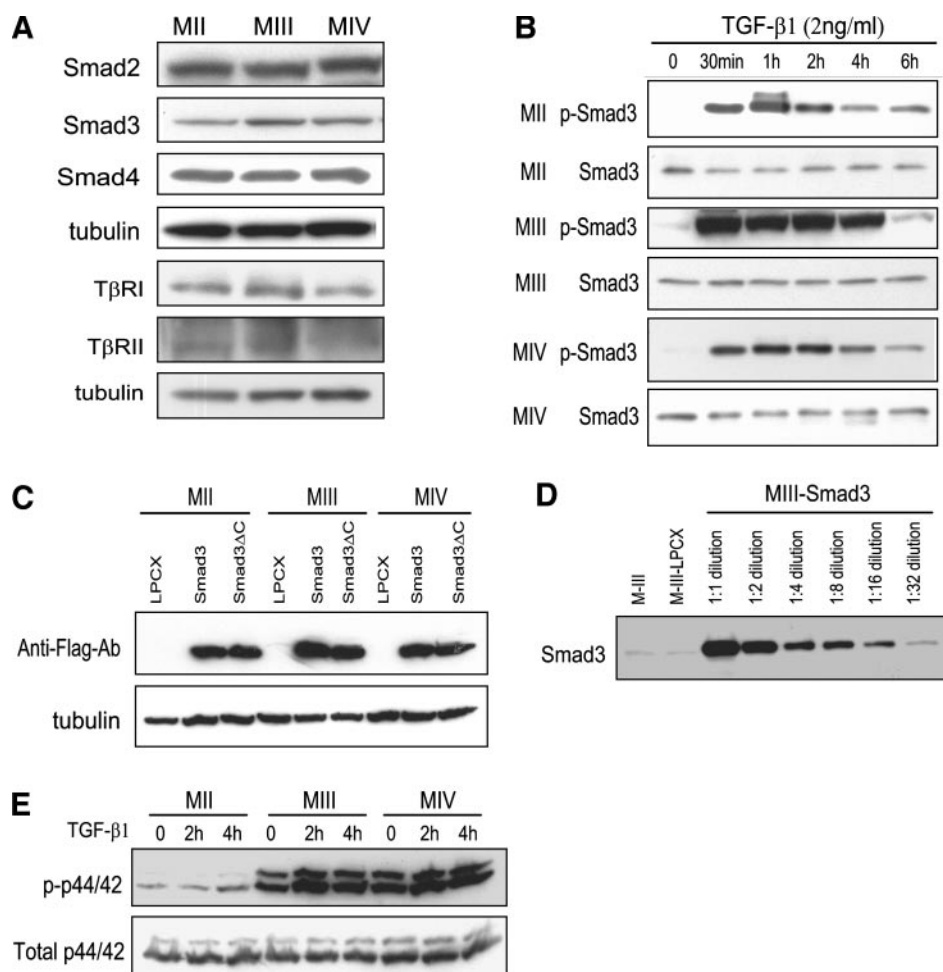 A
MII MIII MIV
Smad2
Smad3
Smad4
tubulin
TβRI
TβRII
tubulin
B
TGF-β1 (2ng/ml)
0 30min 1h 2h 4h 6h
MII p-Smad3
MII Smad3
MIII p-Smad3
MIII Smad3
MIV p-Smad3
MIV Smad3
C
MII MIII MIV
LPCX Smad3 Smad3ΔC LPCX Smad3 Smad3ΔC LPCX Smad3 Smad3ΔC
Anti-Flag-Ab
tubulin
D
MIII-Smad3
M-III M-III-LPCX 1:1 dilution 1:2 dilution 1:4 dilution 1:8 dilution 1:16 dilution 1:32 dilution
Smad3
E
MII MIII MIV
TGF-β1 0 2h 4h 0 2h 4h 0 2h 4h
p-p44/42
Total p44/42